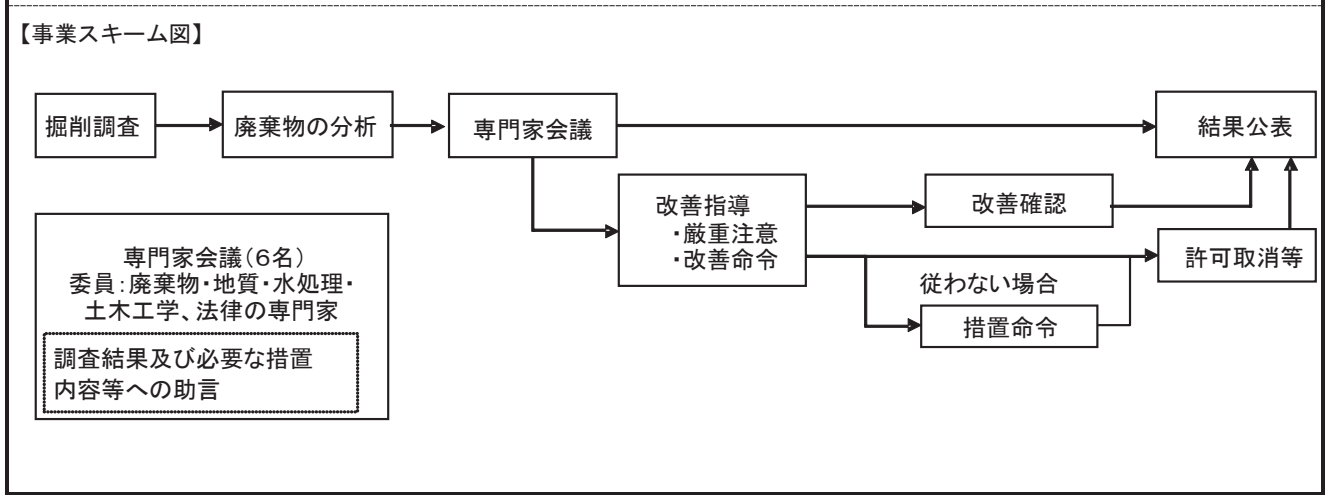 【事業スキーム図】
掘削調査
廃棄物の分析
専門家会議
結果公表
改善指導
・厳重注意
・改善命令
改善確認
許可取消等
従わない場合
措置命令
専門家会議(6名)
委員:廃棄物・地質・水処理・
土木工学、法律の専門家
調査結果及び必要な措置
内容等への助言